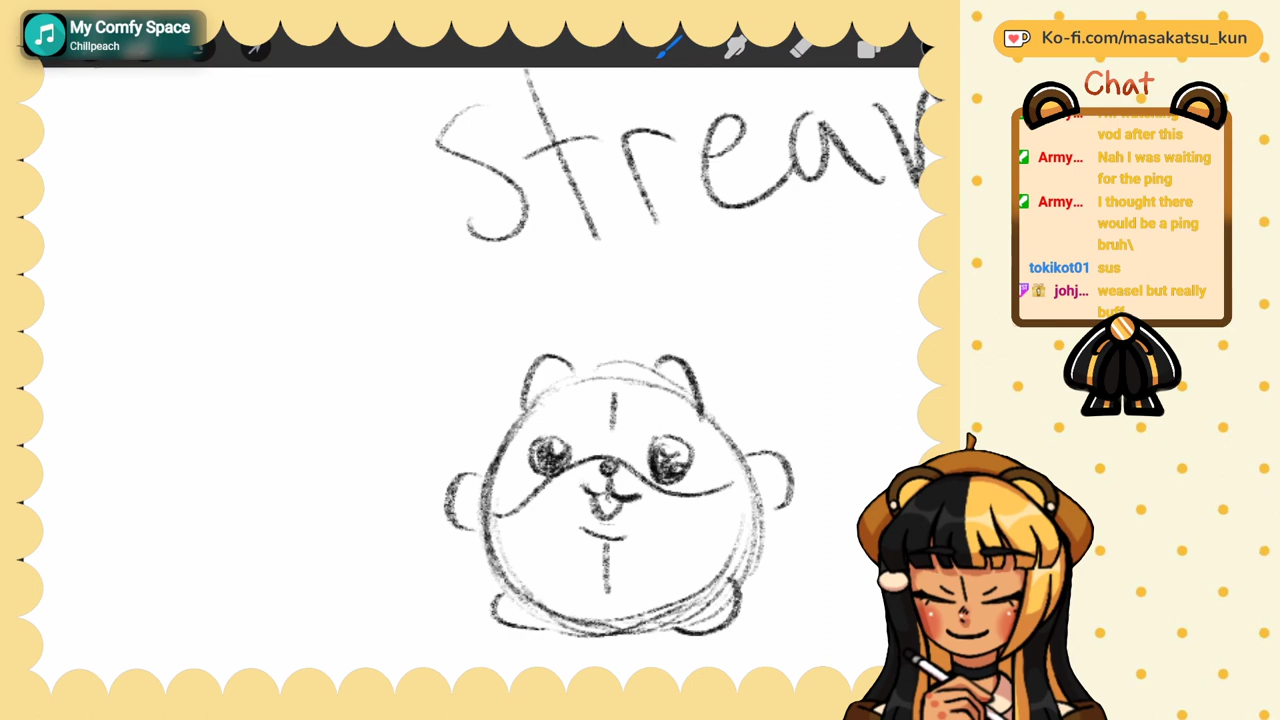 My Comfy Space
Chillpeach
Ko-fi.com/masakatsu_kun
Chat
vod after this
Army... Nah I was waiting
for the ping
Army... I thought there
would be a ping
bruh\
tokikot01 sus
johj... weasel but really
buff
Strea